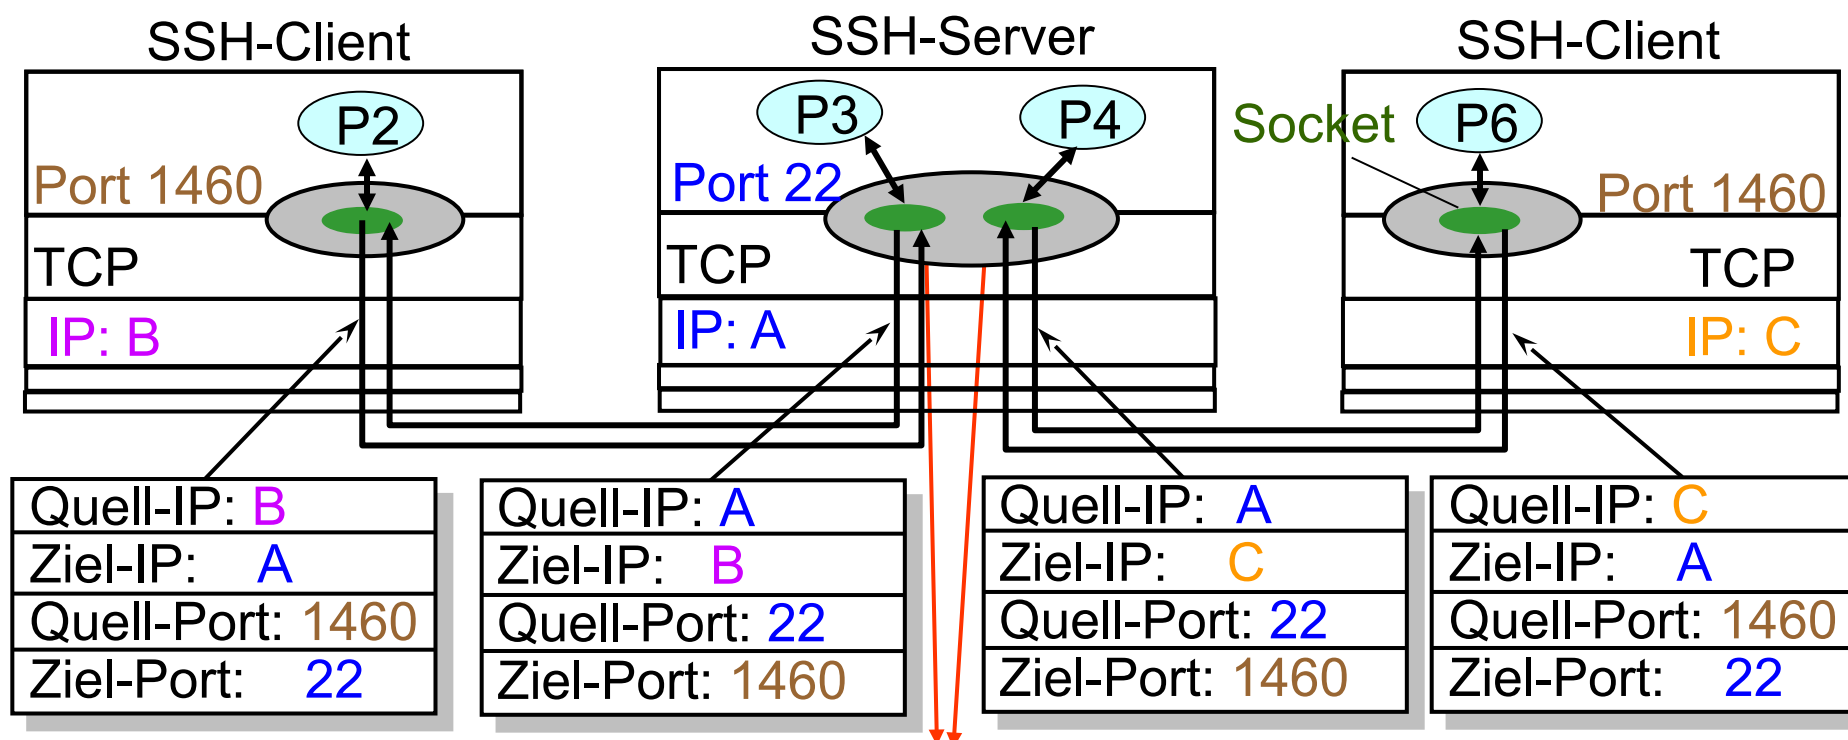 SSH-Client
SSH-Server
SSH-Client
P2
P3
P4
Socket
P6
Port 1460
Port 22
Port 1460
TCP
TCP
TCP
IP: B
IP: A
IP: C
Quell-IP: B
Ziel-IP: A
Quell-Port: 1460
Ziel-Port: 22
Quell-IP: A
Ziel-IP: B
Quell-Port: 22
Ziel-Port: 1460
Quell-IP: A
Ziel-IP: C
Quell-Port: 22
Ziel-Port: 1460
Quell-IP: C
Ziel-IP: A
Quell-Port: 1460
Ziel-Port: 22